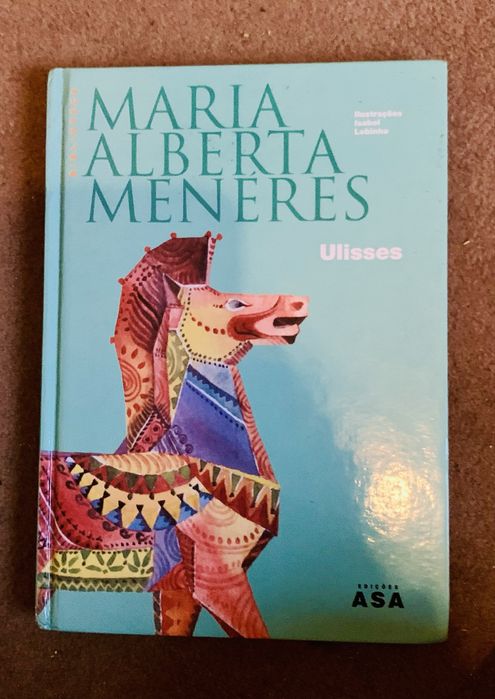 MARIA
ALBERTA
MENÉRES
Ilustrações
Isabel
Lobinho
Ulisses
EDIÇÕES
ASA